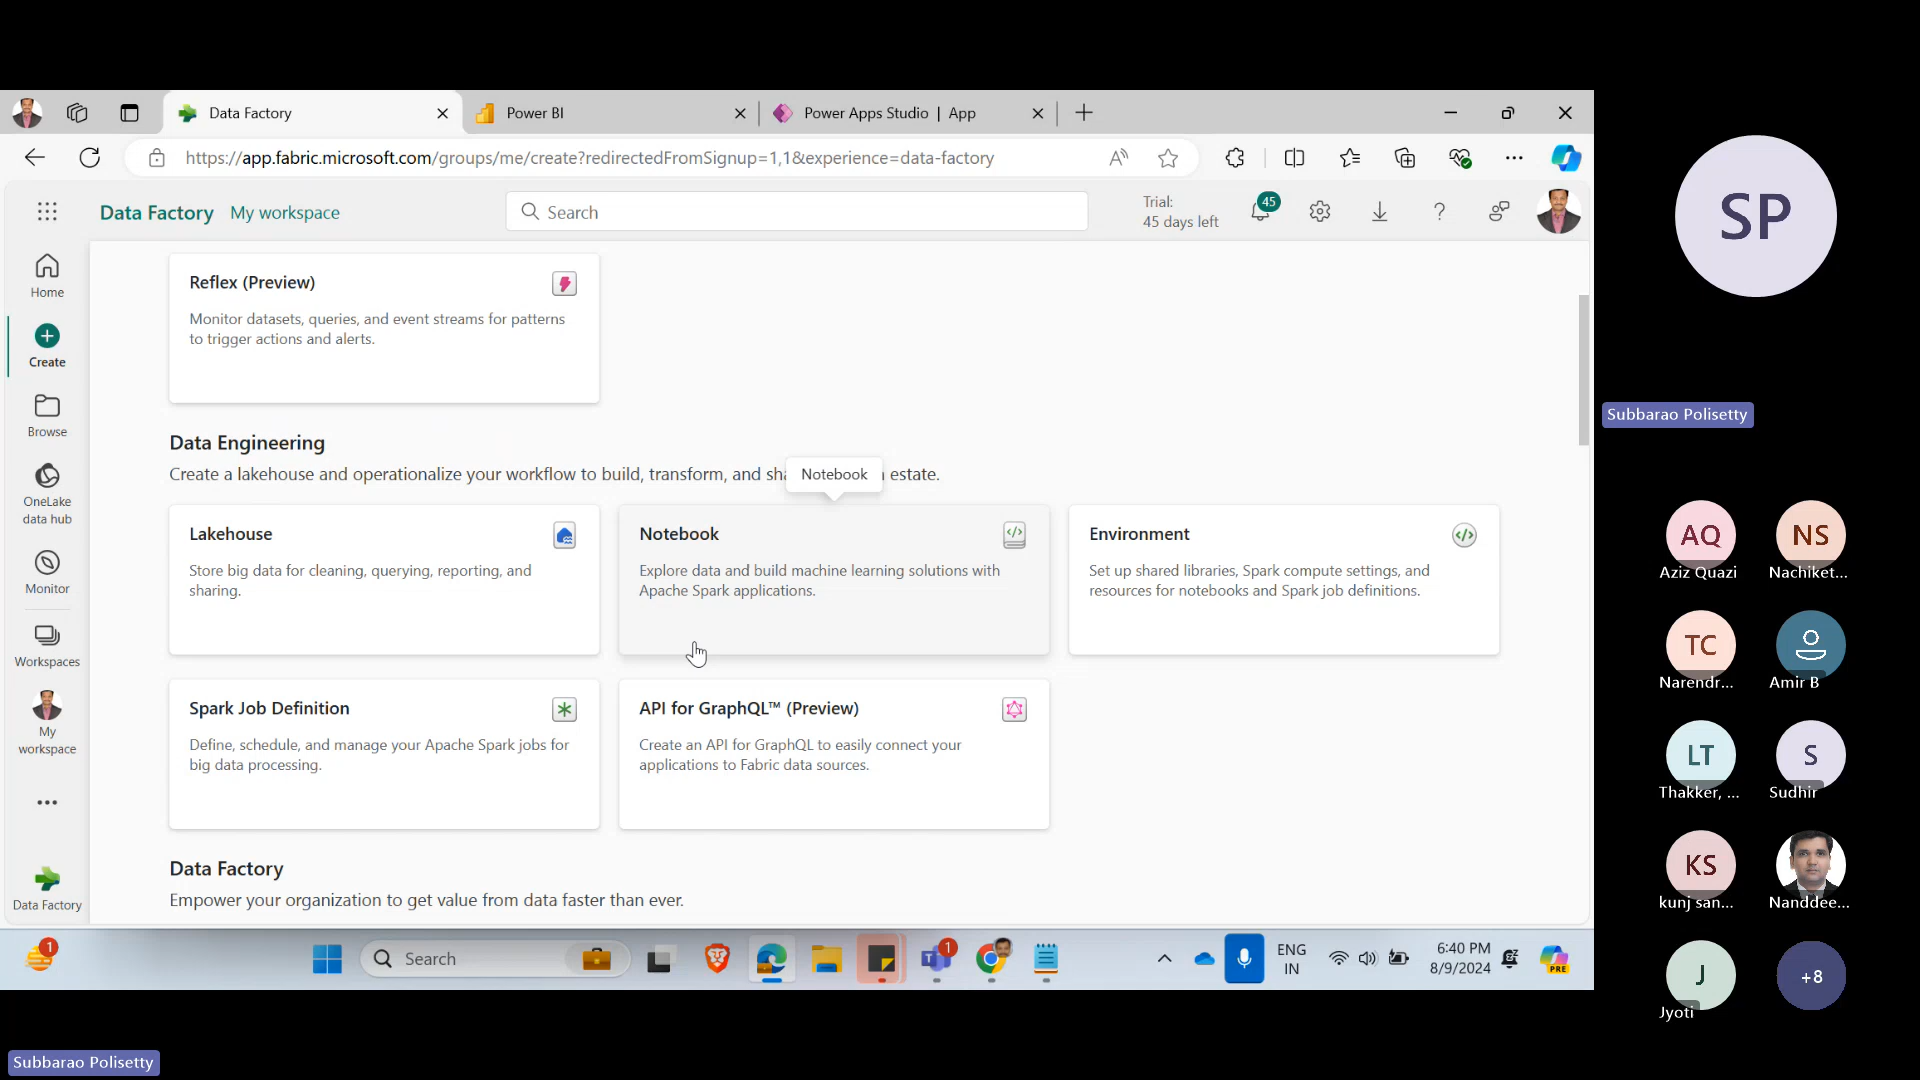 Data Factory
Power BI
Power Apps Studio | App
https://app.fabric.microsoft.com/groups/me/create?redirectedFromSignup=1,1&experience=data-factory
Data Factory My workspace
Search
Trial:
45 days left
45
Home
Create
Browse
OneLake
data hub
Monitor
Workspaces
My
workspace
Data Factory
Reflex (Preview)
Monitor datasets, queries, and event streams for patterns
to trigger actions and alerts.
Data Engineering
Create a lakehouse and operationalize your workflow to build, transform, and sha
estate.
Notebook
Lakehouse
Store big data for cleaning, querying, reporting, and
sharing.
Notebook
Explore data and build machine learning solutions with
Apache Spark applications.
Environment
Set up shared libraries, Spark compute settings, and
resources for notebooks and Spark job definitions.
Spark Job Definition
Define, schedule, and manage your Apache Spark jobs for
big data processing.
API for GraphQL™ (Preview)
Create an API for GraphQL to easily connect your
applications to Fabric data sources.
Data Factory
Empower your organization to get value from data faster than ever.
1
Search
1
ENG
IN
6:40 PM
8/9/2024
PRE
SP
Subbarao Polisetty
AQ
Aziz Quazi
NS
Nachiket...
TC
Narendr...
Amir B
LT
Thakker, ...
S
Sudhir
KS
kunj san...
Nanddee...
J
Jyoti
+8
Subbarao Polisetty